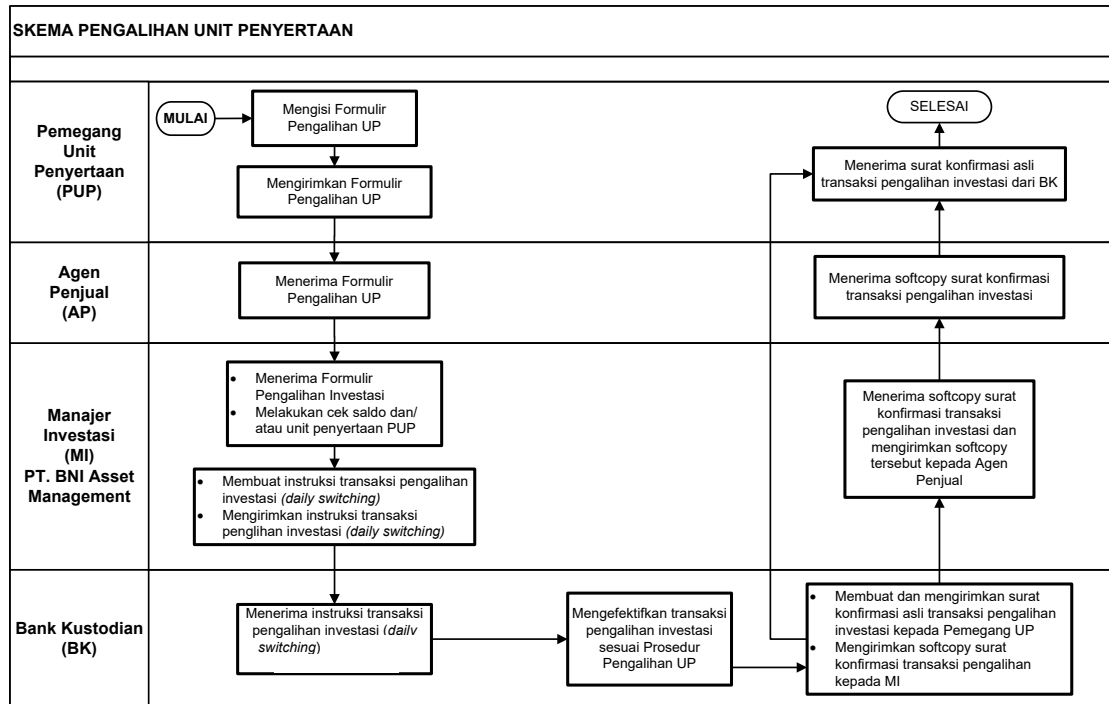 SKEMA PENGALIHAN UNIT PENYERTAAN
Pemegang
Unit
Penyertaan
(PUP)
MULAI
Mengisi Formulir
Pengalihan UP
Mengirimkan Formulir
Pengalihan UP
SELESAI
Menerima surat konfirmasi asli
transaksi pengalihan investasi dari BK
Agen
Penjual
(AP)
Menerima Formulir
Pengalihan UP
Menerima softcopy surat konfirmasi
transaksi pengalihan investasi
Manajer
Investasi
(MI)
PT. BNI Asset
Management
• Menerima Formulir
Pengalihan Investasi
• Melakukan cek saldo dan/
atau unit penyertaan PUP
• Membuat instruksi transaksi pengalihan
investasi (daily switching)
• Mengirimkan instruksi transaksi
penglihan investasi (daily switching)
Menerima softcopy surat
konfirmasi transaksi
pengalihan investasi dan
mengirimkan softcopy
tersebut kepada Agen
Penjual
Bank Kustodian
(BK)
Menerima instruksi transaksi
pengalihan investasi (daily
switching)
Mengefektifkan transaksi
pengalihan investasi
sesuai Prosedur
Pengalihan UP
• Membuat dan mengirimkan surat
konfirmasi asli transaksi pengalihan
investasi kepada Pemegang UP
• Mengirimkan softcopy surat
konfirmasi transaksi pengalihan
kepada MI